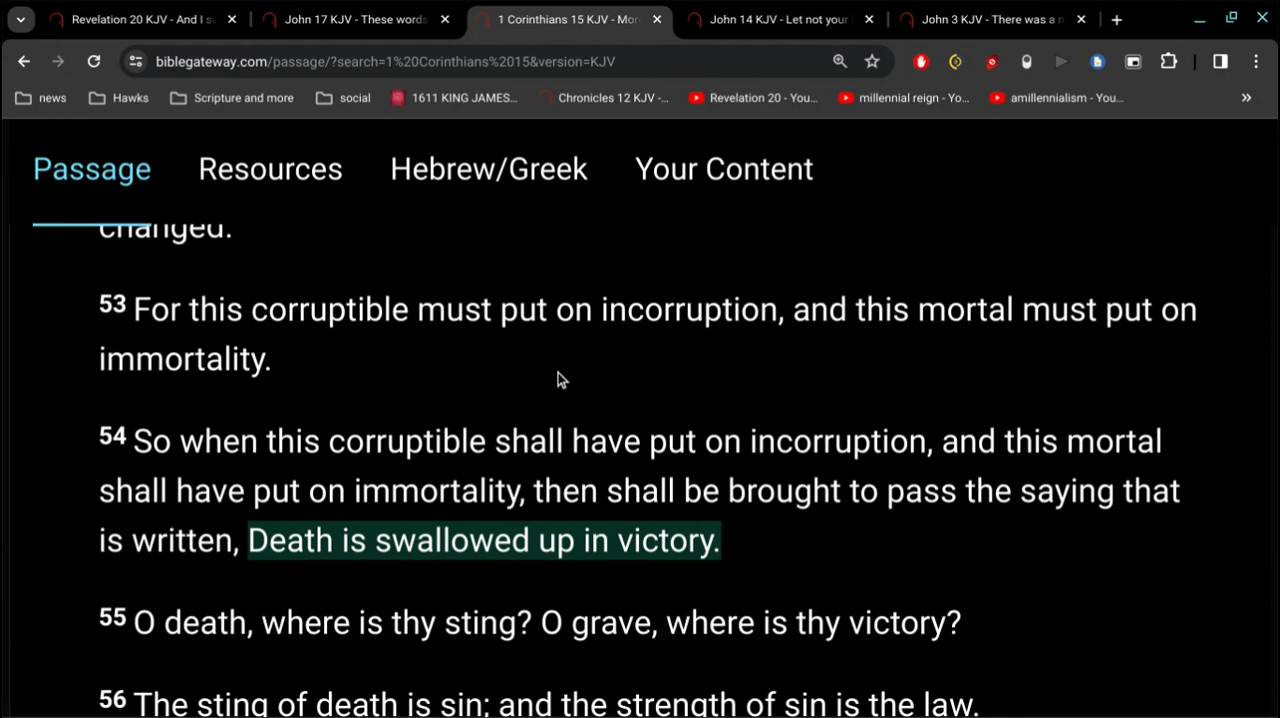 Revelation 20 KJV - And I sa
John 17 KJV - These words
1 Corinthians 15 KJV - Mor
John 14 KJV - Let not your
John 3 KJV - There was a m
biblegateway.com/passage/?search=1%20Corinthians%2015&version=KJV
news
Hawks
Scripture and more
social
1611 KING JAMES...
Chronicles 12 KJV -...
Revelation 20 - You...
millennial reign - Yo...
amillennialism - You...
Passage
Resources
Hebrew/Greek
Your Content
changed.
53 For this corruptible must put on incorruption, and this mortal must put on
immortality.
54 So when this corruptible shall have put on incorruption, and this mortal
shall have put on immortality, then shall be brought to pass the saying that
is written, Death is swallowed up in victory.
55 O death, where is thy sting? O grave, where is thy victory?
56 The sting of death is sin; and the strength of sin is the law.